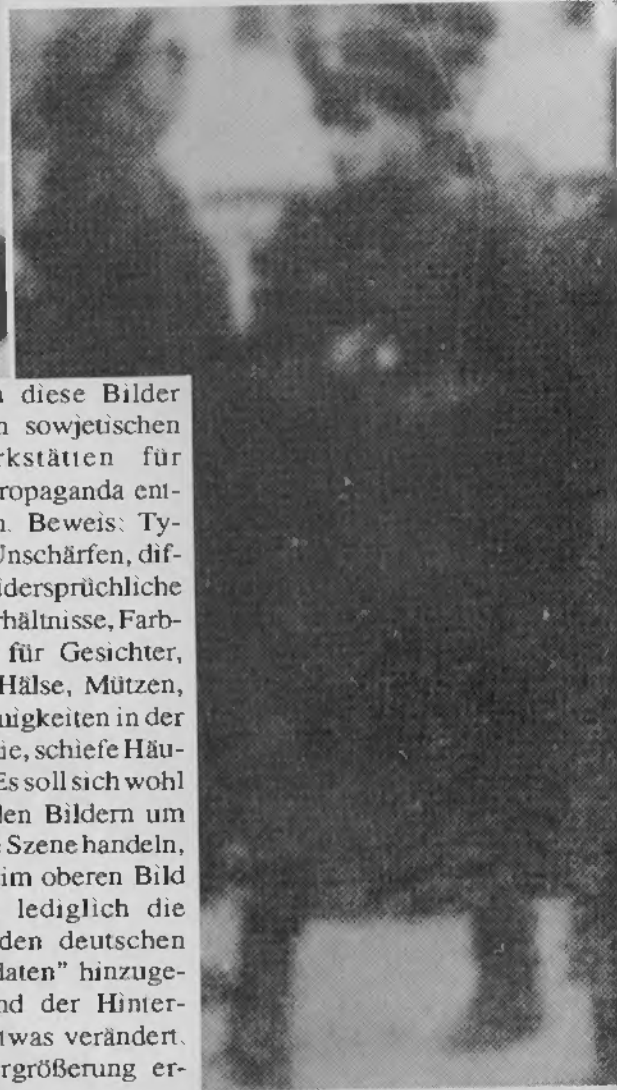 diese Bilder
sowjetischen
rkstätten für
ropaganda ent-
Beweis: Ty-
Unschärfen, dif-
idersprüchliche
rhältnisse, Farb-
für Gesichter,
Hälse, Mützen,
uigkeiten in der
ie, schiefe Häu-
Es soll sich wohl
len Bildern um
Szene handeln,
im oberen Bild
lediglich die
den deutschen
daten" hinzuge-
nd der Hinter-
twas verändert.
rgrößerung er-